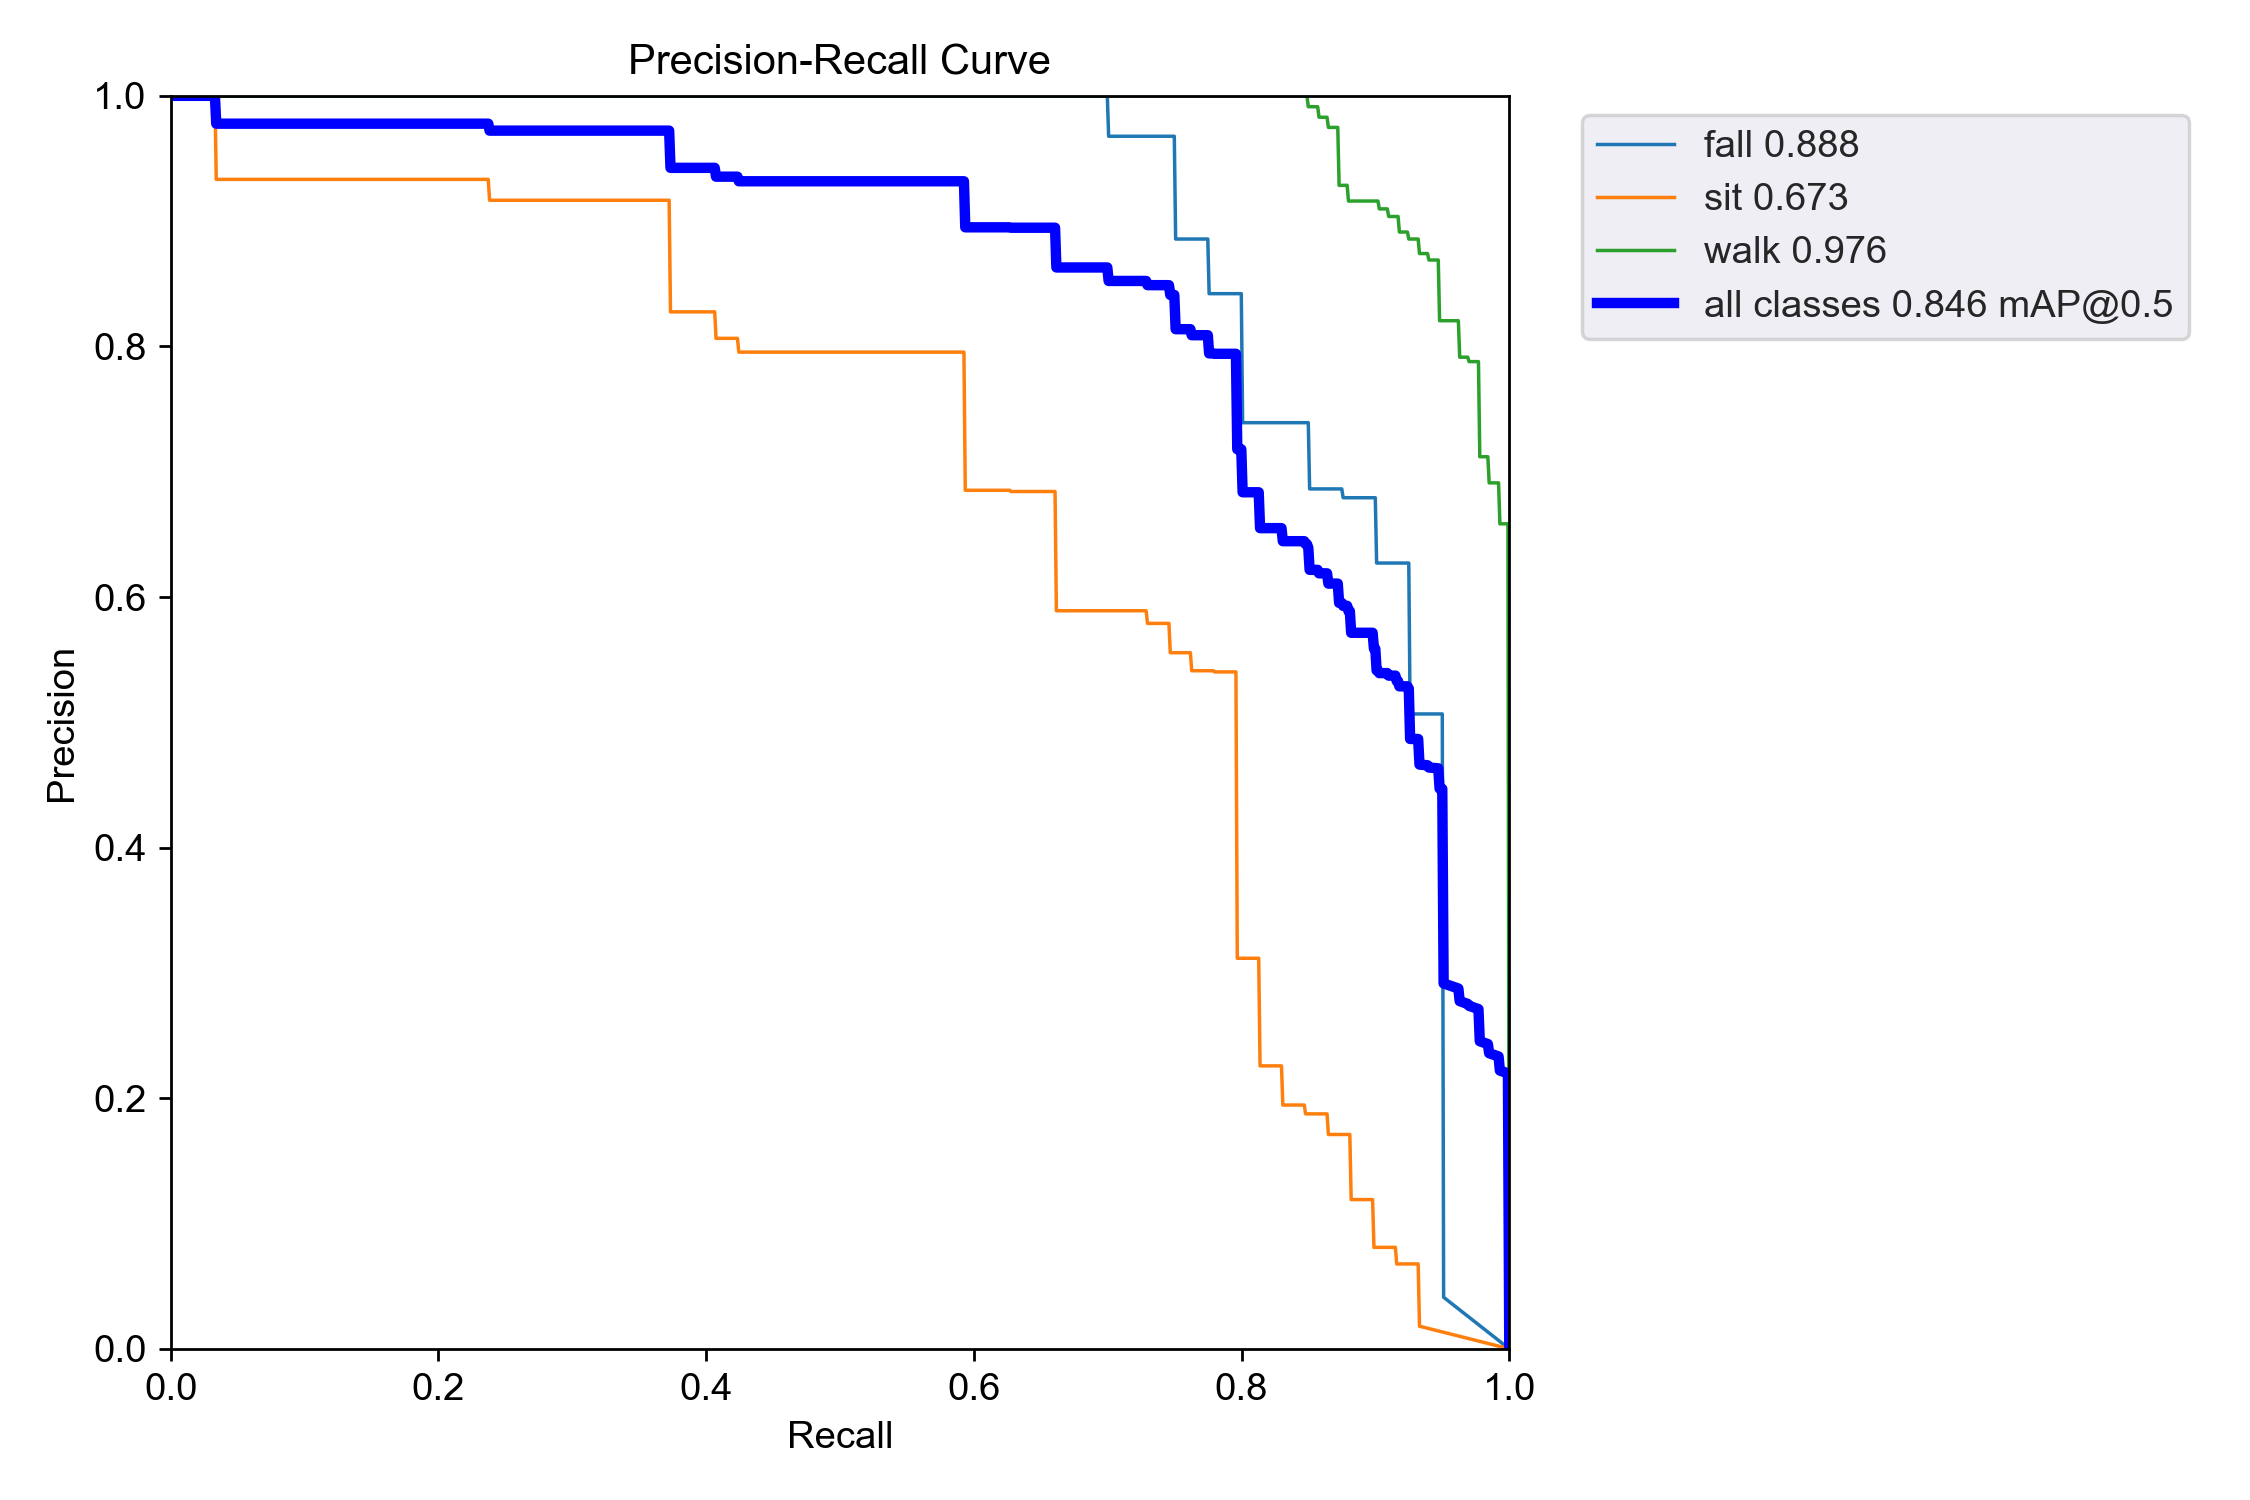 Precision-Recall Curve
1.0
0.8
0.6
0.4
0.2
0.0
Precision
0.0 0.2 0.4 0.6 0.8 1.0
Recall
fall 0.888
sit 0.673
walk 0.976
all classes 0.846 mAP@0.5